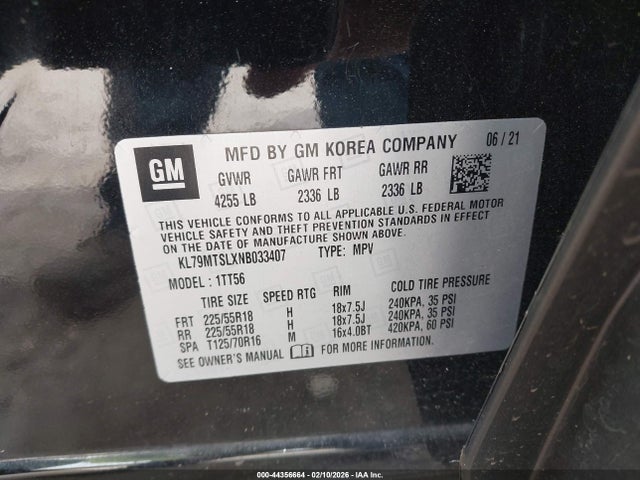 GM
MFD BY GM KOREA COMPANY 06 / 21
GVWR GAWR FRT GAWR RR
4255 LB 2336 LB 2336 LB
THIS VEHICLE CONFORMS TO ALL APPLICABLE U.S. FEDERAL MOTOR
VEHICLE SAFETY AND THEFT PREVENTION STANDARDS IN EFFECT
ON THE DATE OF MANUFACTURE SHOWN ABOVE.
KL79MTSLXNB033407 TYPE: MPV
MODEL : 1TT56
TIRE SIZE SPEED RTG RIM COLD TIRE PRESSURE
FRT 225/55R18 H 18x7.5J 240KPA, 35 PSI
RR 225/55R18 H 18x7.5J 240KPA, 35 PSI
SPA T125/70R16 M 16x4.0BT 420KPA, 60 PSI
SEE OWNER'S MANUAL i FOR MORE INFORMATION.
000-44356664 - 02/10/2026 - IAA Inc.